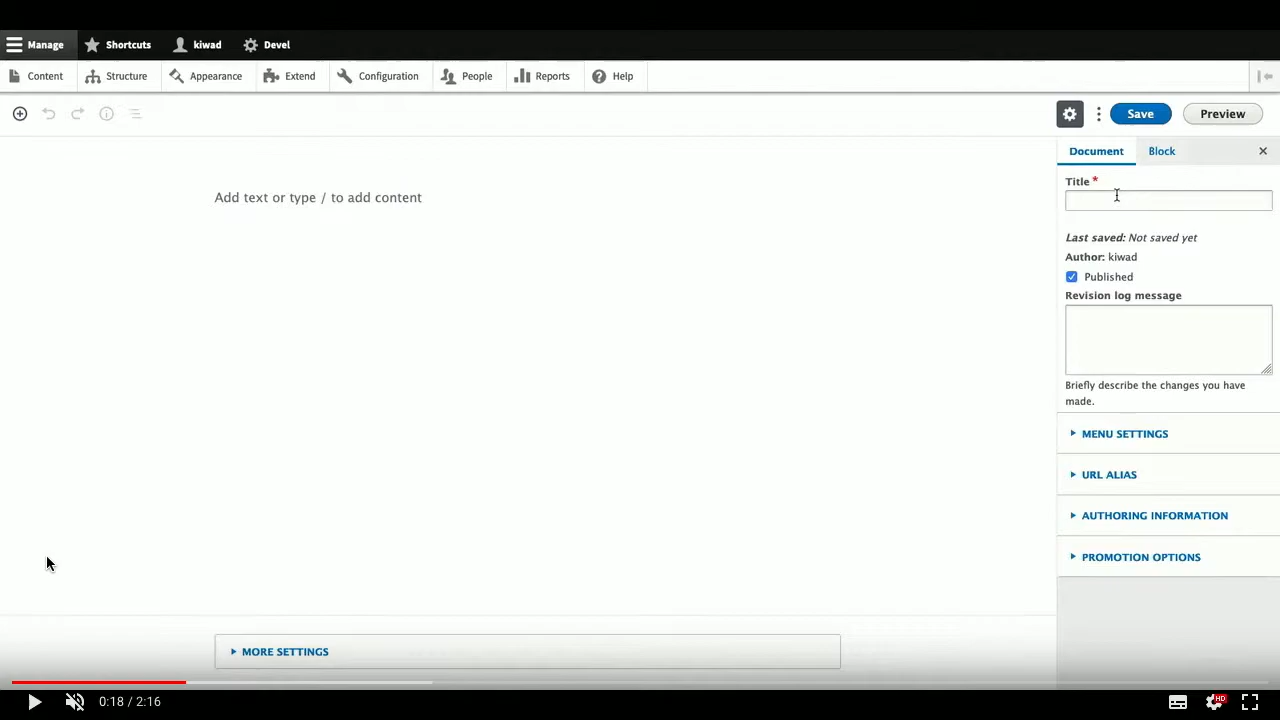 Manage Shortcuts kiwad Devel
Content Structure Appearance Extend Configuration People Reports Help
Save Preview
Document Block
Title *
Add text or type / to add content
Last saved: Not saved yet
Author: kiwad
Published
Revision log message
Briefly describe the changes you have
made.
MENU SETTINGS
URL ALIAS
AUTHORING INFORMATION
PROMOTION OPTIONS
MORE SETTINGS
0:18 / 2:16
HD